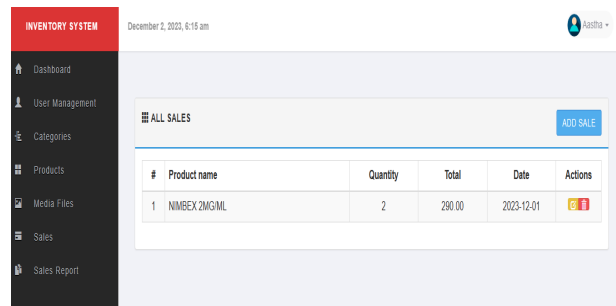 INVENTORY SYSTEM
December 2, 2023, 6:15 am
Aastha
Dashboard
User Management
Categories
Products
Media Files
Sales
Sales Report
ALL SALES
ADD SALE
# Product name Quantity Total Date Actions
1 NIMBEX 2MG/ML 2 290.00 2023-12-01